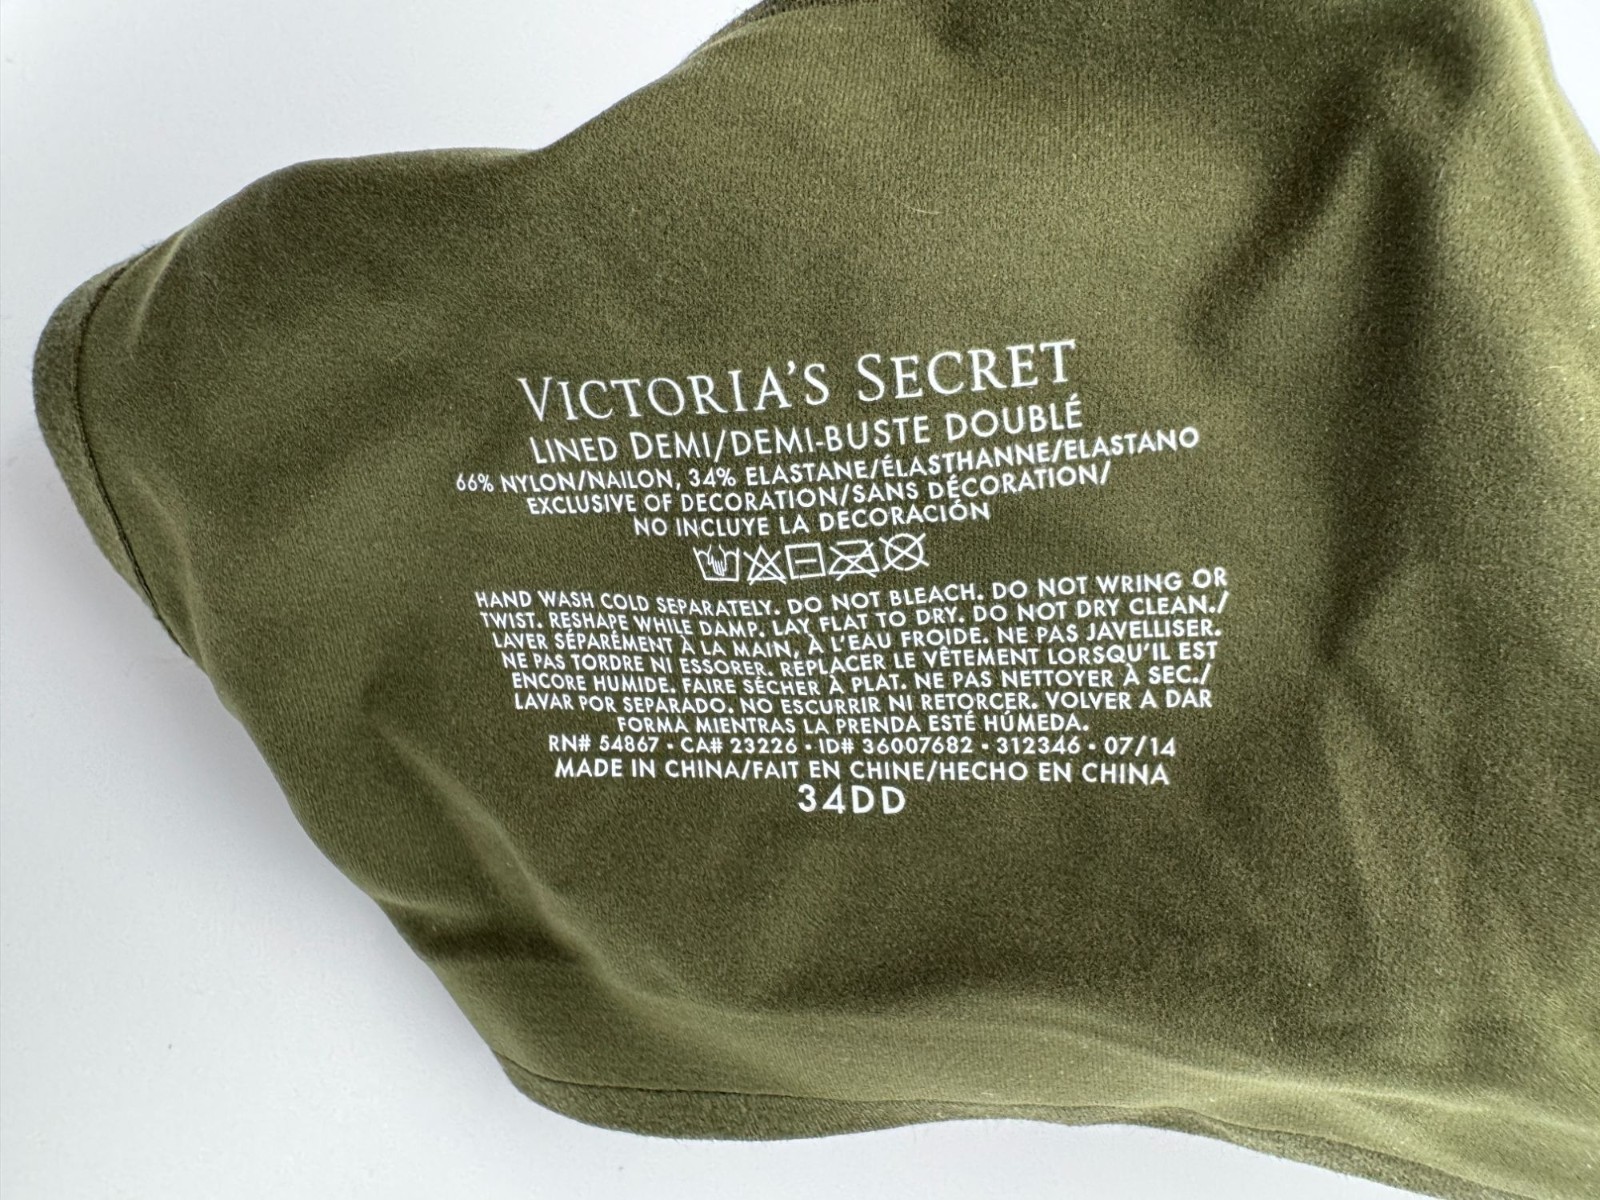 VICTORIA'S SECRET
LINED DEMI/DEMI-BUSTE DOUBLÉ
66% NYLON/NAILON, 34% ELASTANE/ÉLASTHANNE/ELASTANO
EXCLUSIVE OF DECORATION/SANS DÉCORATION/
NO INCLUYE LA DECORACIÓN
HAND WASH COLD SEPARATELY. DO NOT BLEACH. DO NOT WRING OR
TWIST. RESHAPE WHILE DAMP. LAY FLAT TO DRY. DO NOT DRY CLEAN./
LAVER SÉPARÉMENT À LA MAIN, À L'EAU FROIDE. NE PAS JAVELLISER.
NE PAS TORDRE NI ESSORER. REPLACER LE VÊTEMENT LORSQU'IL EST
ENCORE HUMIDE. FAIRE SÉCHER À PLAT. NE PAS NETTOYER À SEC./
LAVAR POR SEPARADO. NO ESCURRIR NI RETORCER. VOLVER A DAR
FORMA MIENTRAS LA PRENDA ESTÉ HÚMEDA.
RN# 54867 • CA# 23226 • ID# 36007682 • 312346 • 07/14
MADE IN CHINA/FAIT EN CHINE/HECHO EN CHINA
34DD